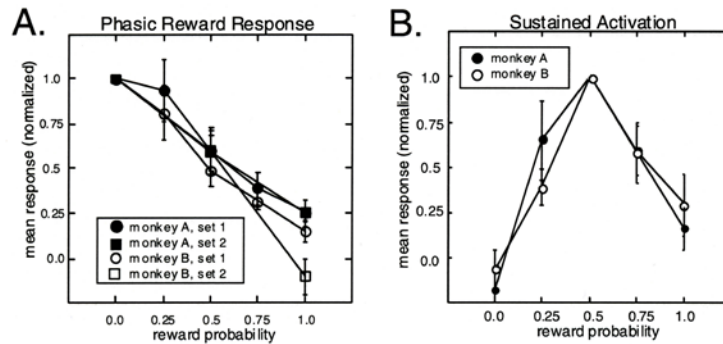 A.
Phasic Reward Response
mean response (normalized)
1.0
0.75
0.5
0.25
0.0
monkey A, set 1
monkey A, set 2
monkey B, set 1
monkey B, set 2
0.0 0.25 0.5 0.75 1.0
reward probability
B.
Sustained Activation
monkey A
monkey B
mean response (normalized)
1.0
0.75
0.5
0.25
0.0
0.0 0.25 0.5 0.75 1.0
reward probability